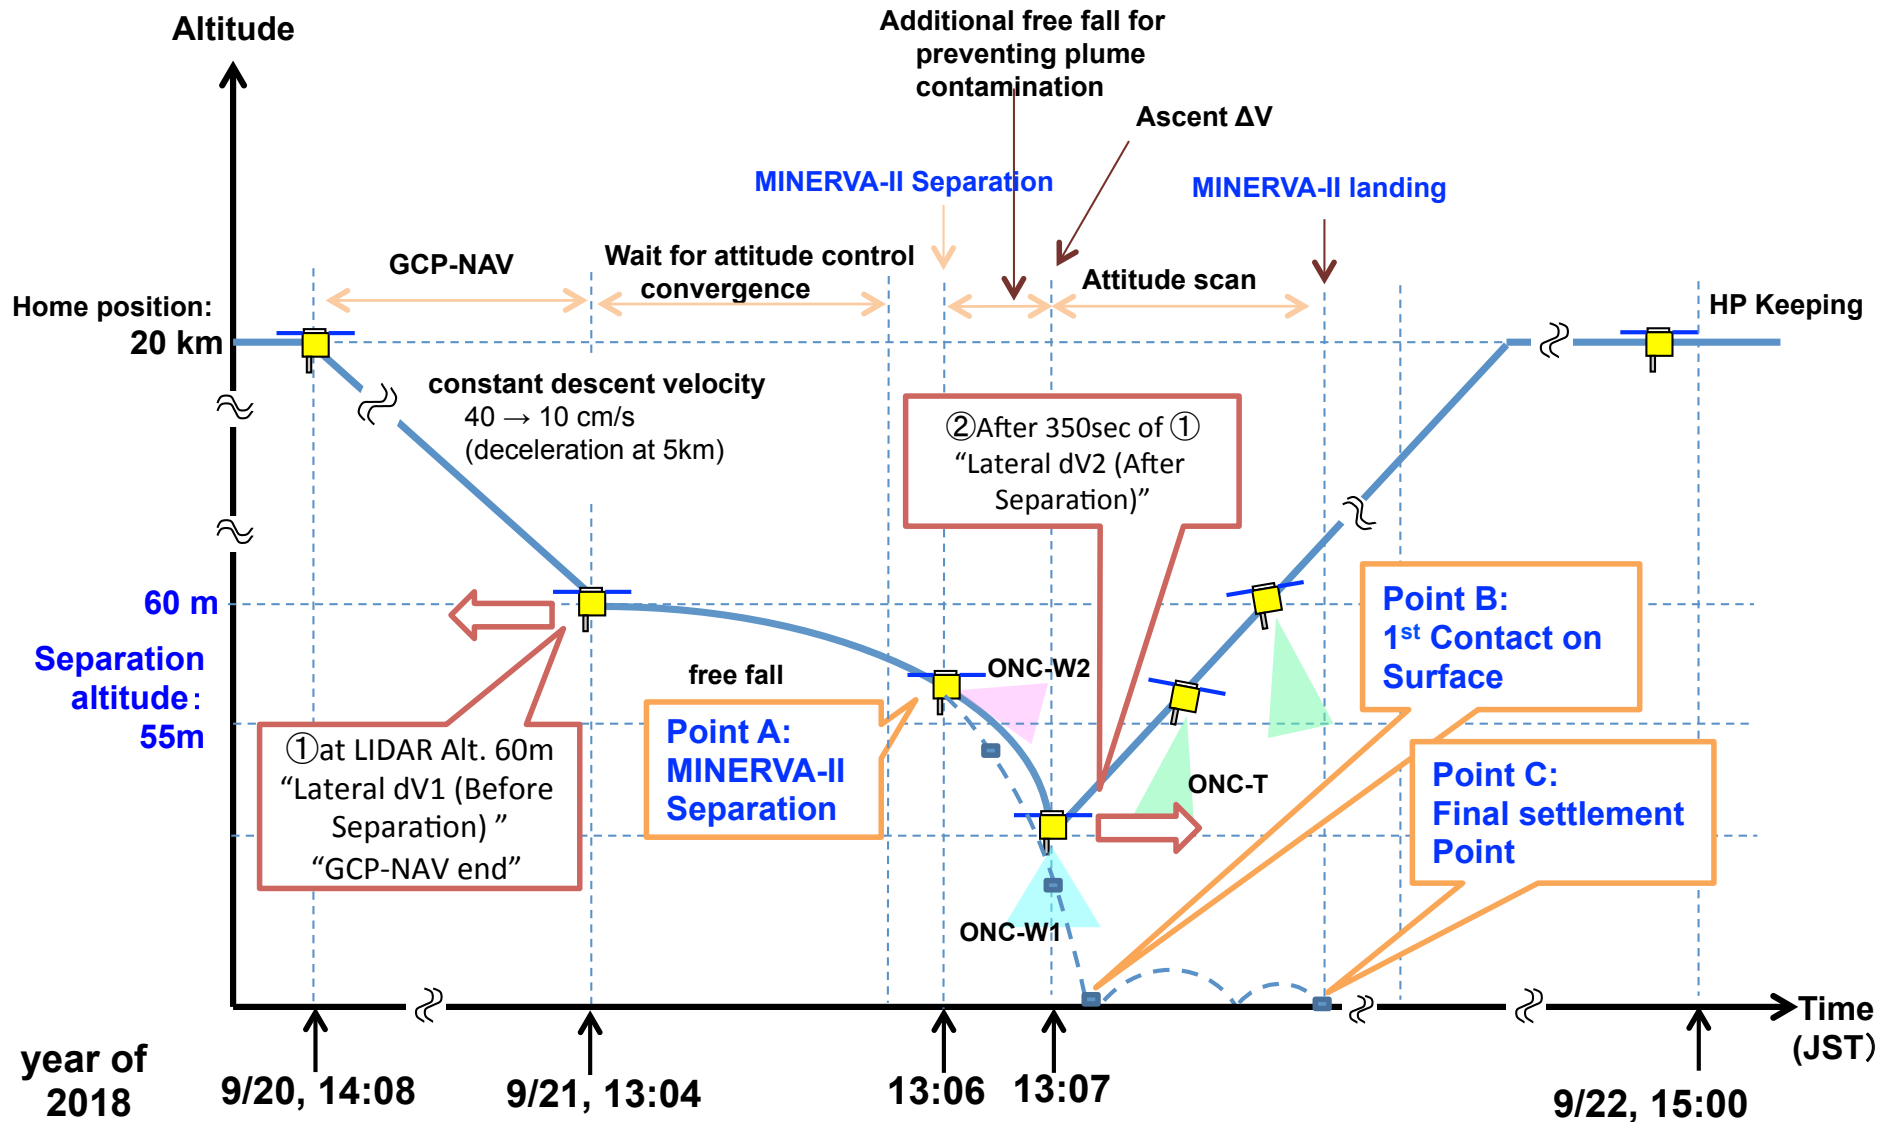 Altitude
Additional free fall for
preventing plume
contamination
Ascent ΔV
MINERVA-II Separation
MINERVA-II landing
GCP-NAV
Wait for attitude control
convergence
Attitude scan
Home position:
20 km
HP Keeping
constant descent velocity
40 → 10 cm/s
(deceleration at 5km)
②After 350sec of ①
“Lateral dV2 (After
Separation)”
60 m
Separation
altitude：
55m
free fall
ONC-W2
Point A:
MINERVA-II
Separation
①at LIDAR Alt. 60m
“Lateral dV1 (Before
Separation) ”
“GCP-NAV end”
ONC-T
ONC-W1
Point B:
1st Contact on
Surface
Point C:
Final settlement
Point
Time
(JST）
year of
2018
9/20, 14:08
9/21, 13:04
13:06
13:07
9/22, 15:00